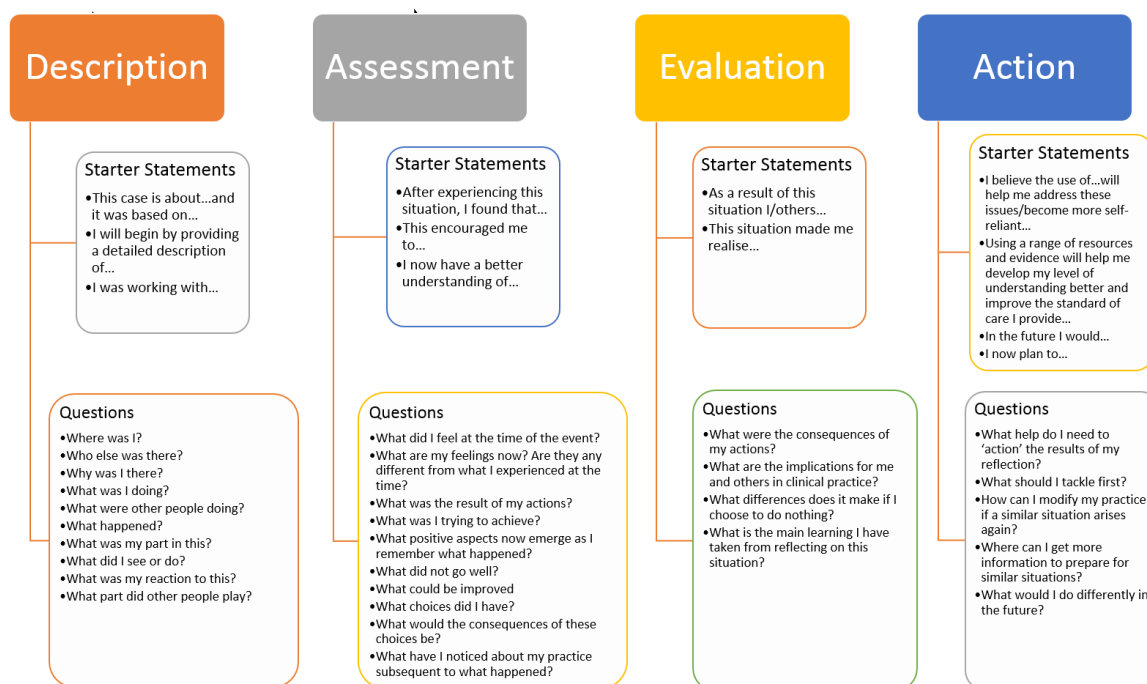 Description
Starter Statements
•This case is about...and
it was based on...
•I will begin by providing
a detailed description
of...
•I was working with...
Questions
•Where was I?
•Who else was there?
•Why was I there?
•What was I doing?
•What were other people doing?
•What happened?
•What was my part in this?
•What did I see or do?
•What was my reaction to this?
•What part did other people play?
Assessment
Starter Statements
•After experiencing this
situation, I found that...
•This encouraged me
to...
•I now have a better
understanding of...
Questions
•What did I feel at the time of the event?
•What are my feelings now? Are they any
different from what I experienced at the
time?
•What was the result of my actions?
•What was I trying to achieve?
•What positive aspects now emerge as I
remember what happened?
•What did not go well?
•What could be improved
•What choices did I have?
•What would the consequences of these
choices be?
•What have I noticed about my practice
subsequent to what happened?
Evaluation
Starter Statements
•As a result of this
situation I/others...
•This situation made me
realise...
Questions
•What were the consequences of
my actions?
•What are the implications for me
and others in clinical practice?
•What differences does it make if I
choose to do nothing?
•What is the main learning I have
taken from reflecting on this
situation?
Action
Starter Statements
•I believe the use of...will
help me address these
issues/become more self-
reliant...
•Using a range of resources
and evidence will help me
develop my level of
understanding better and
improve the standard of
care I provide...
•In the future I would...
•I now plan to...
Questions
•What help do I need to
‘action’ the results of my
reflection?
•What should I tackle first?
•How can I modify my practice
if a similar situation arises
again?
•Where can I get more
information to prepare for
similar situations?
•What would I do differently in
the future?